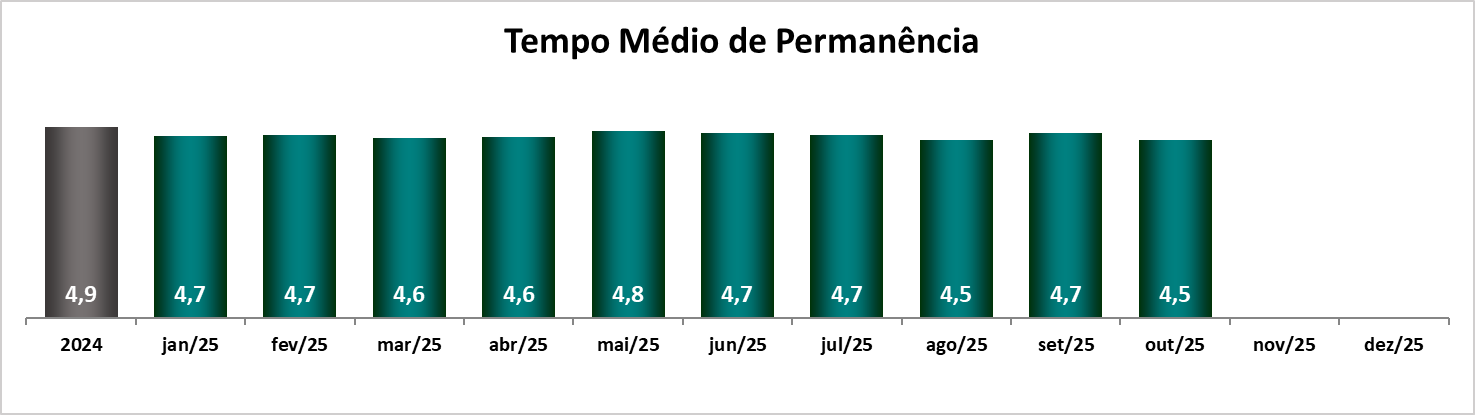 Tempo Médio de Permanência
4,9 4,7 4,7 4,6 4,6 4,8 4,7 4,7 4,5 4,7 4,5
2024 jan/25 fev/25 mar/25 abr/25 mai/25 jun/25 jul/25 ago/25 set/25 out/25 nov/25 dez/25